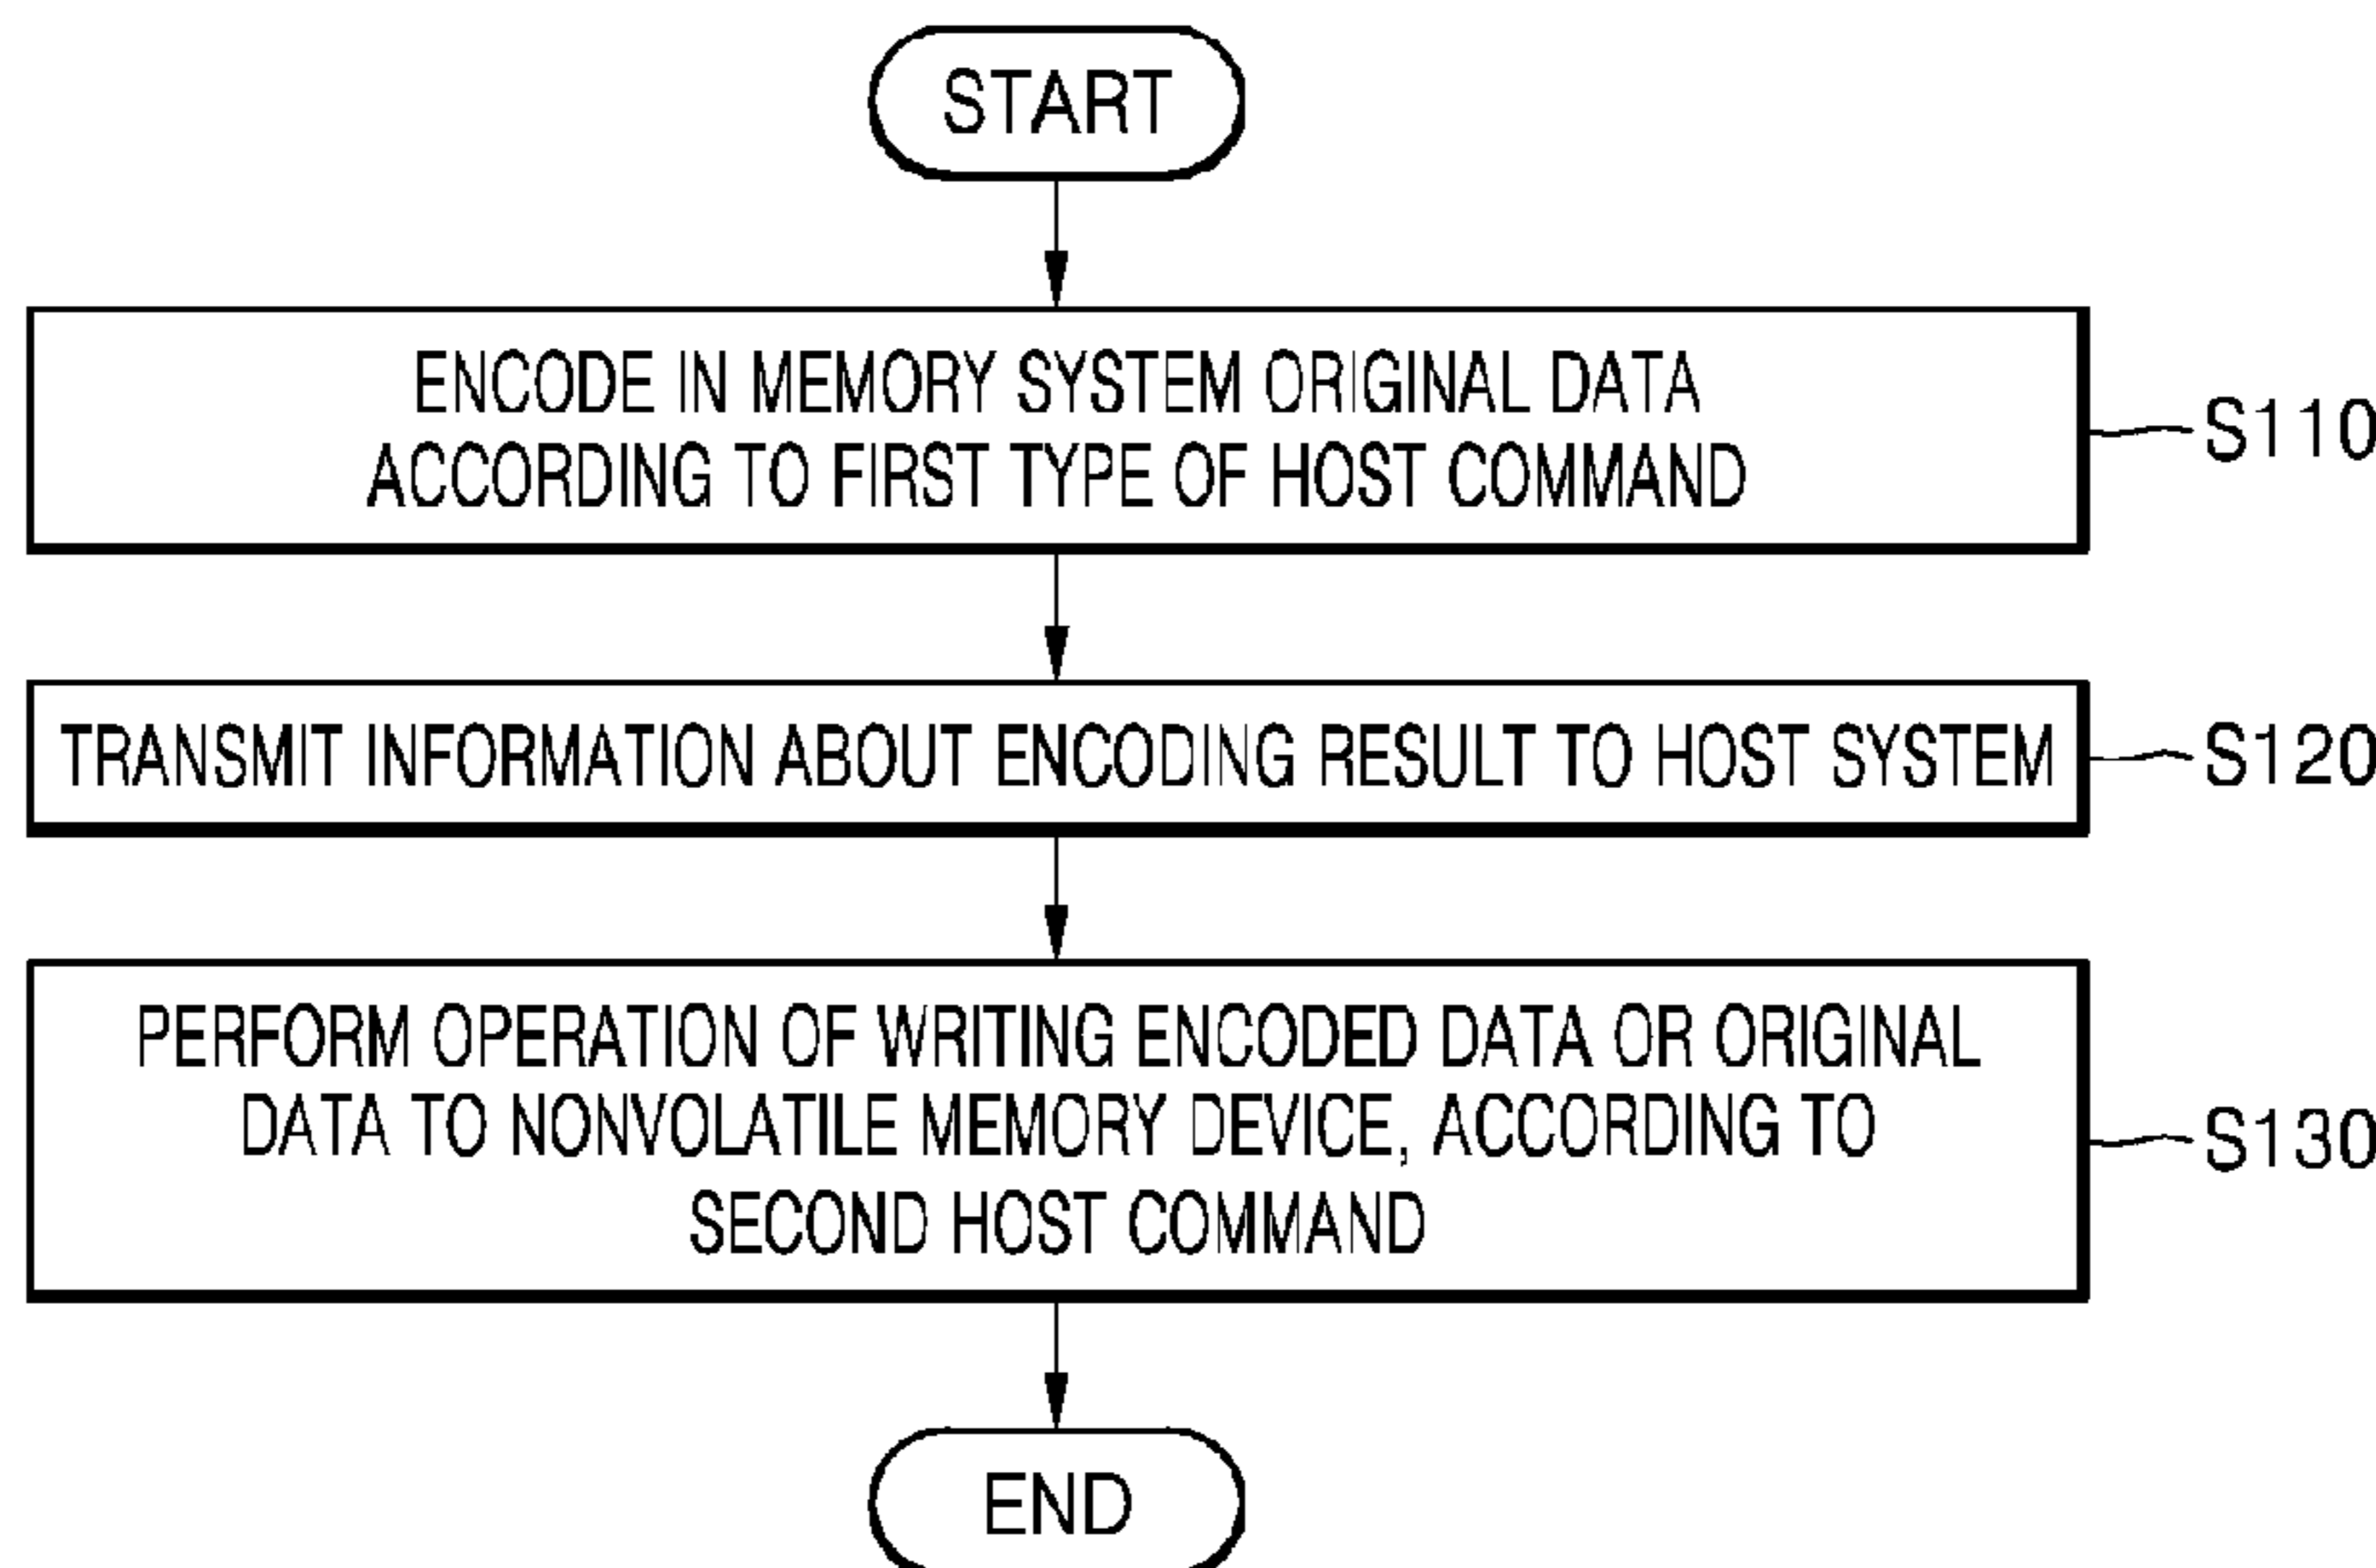 START
ENCODE IN MEMORY SYSTEM ORIGINAL DATA
ACCORDING TO FIRST TYPE OF HOST COMMAND
S110
TRANSMIT INFORMATION ABOUT ENCODING RESULT TO HOST SYSTEM
S120
PERFORM OPERATION OF WRITING ENCODED DATA OR ORIGINAL
DATA TO NONVOLATILE MEMORY DEVICE, ACCORDING TO
SECOND HOST COMMAND
S130
END